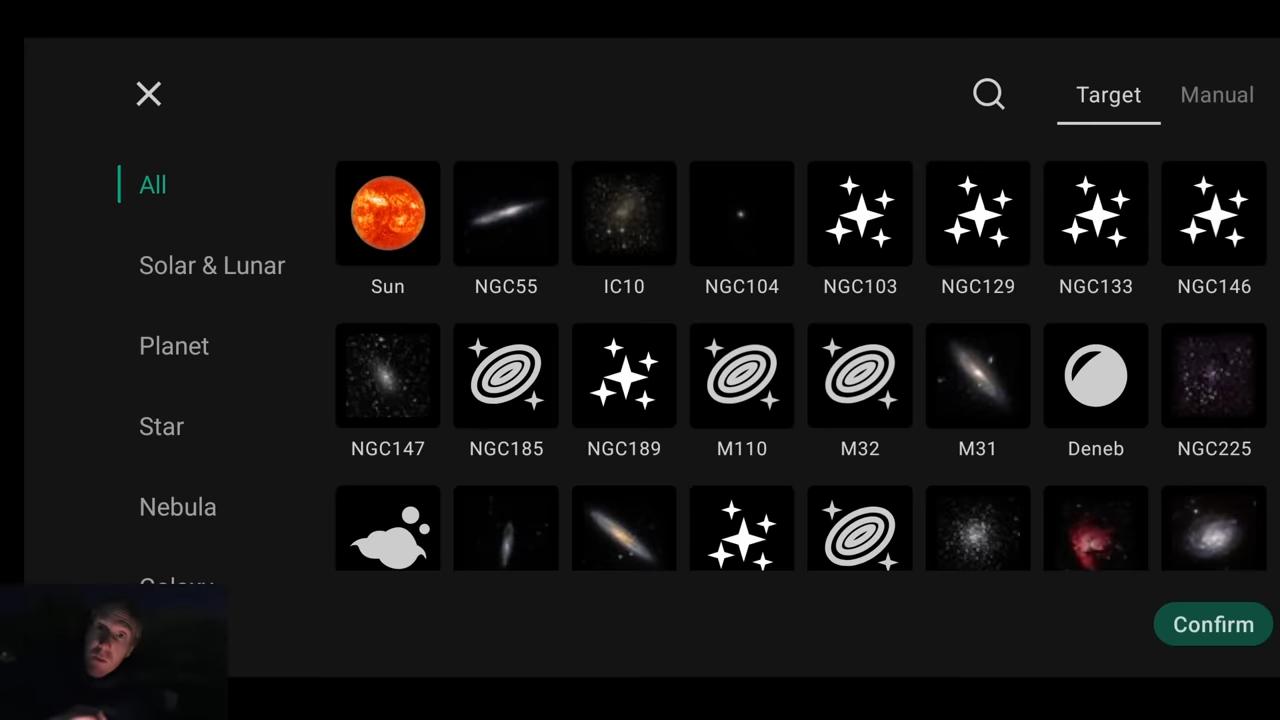 Target Manual
All
Solar & Lunar
Planet
Star
Nebula
Galaxy
Sun NGC55 IC10 NGC104 NGC103 NGC129 NGC133 NGC146
NGC147 NGC185 NGC189 M110 M32 M31 Deneb NGC225
Confirm